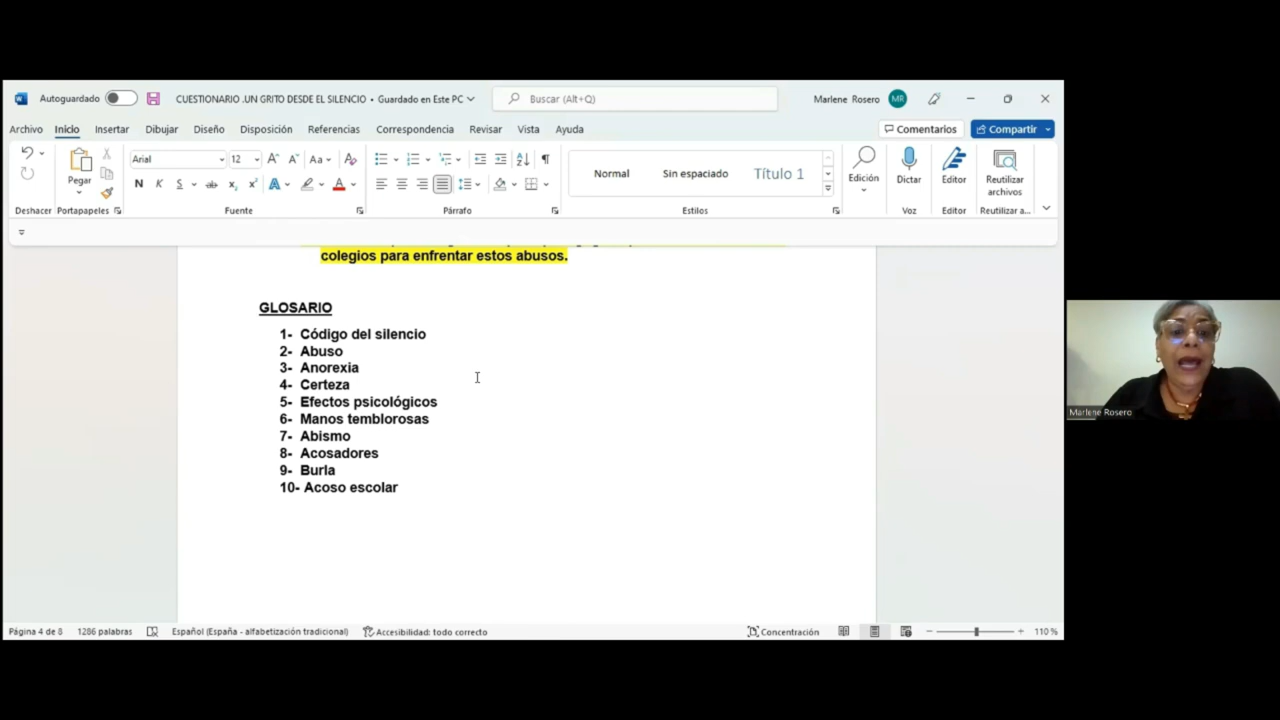 Autoguardado
CUESTIONARIO .UN GRITO DESDE EL SILENCIO • Guardado en Este PC
Buscar (Alt+Q)
Marlene Rosero
MR
Archivo
Inicio
Insertar
Dibujar
Diseño
Disposición
Referencias
Correspondencia
Revisar
Vista
Ayuda
Comentarios
Compartir
Pegar
Arial
12
N K S
Normal
Sin espaciado
Título 1
Edición
Dictar
Editor
Reutilizar
archivos
Deshacer
Portapapeles
Fuente
Párrafo
Estilos
Voz
Editor
Reutilizar a...
colegios para enfrentar estos abusos.
GLOSARIO
1- Código del silencio
2- Abuso
3- Anorexia
4- Certeza
5- Efectos psicológicos
6- Manos temblorosas
7- Abismo
8- Acosadores
9- Burla
10- Acoso escolar
Marlene Rosero
Página 4 de 8
1286 palabras
Español (España - alfabetización tradicional)
Accesibilidad: todo correcto
Concentración
110 %